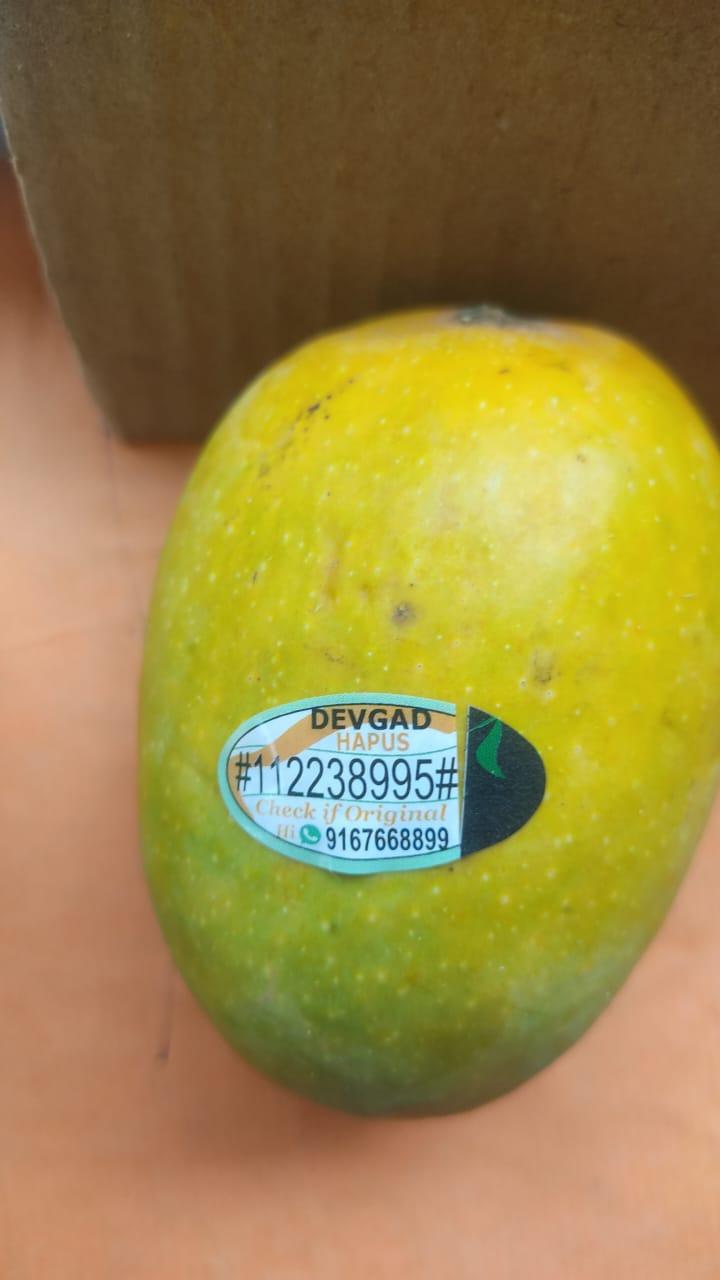 DEVGAD
HAPUS
#112238995#
Check if Original
Hi 9167668899